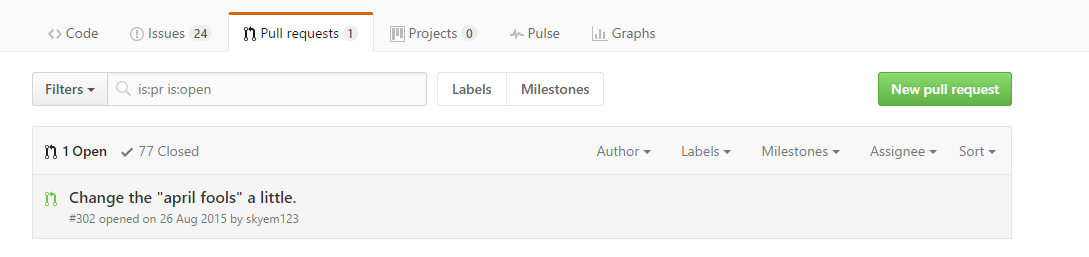 Code Issues 24 Pull requests 1 Projects 0 Pulse Graphs
Filters is:pr is:open Labels Milestones New pull request
1 Open 77 Closed Author Labels Milestones Assignee Sort
Change the "april fools" a little.
#302 opened on 26 Aug 2015 by skyem123